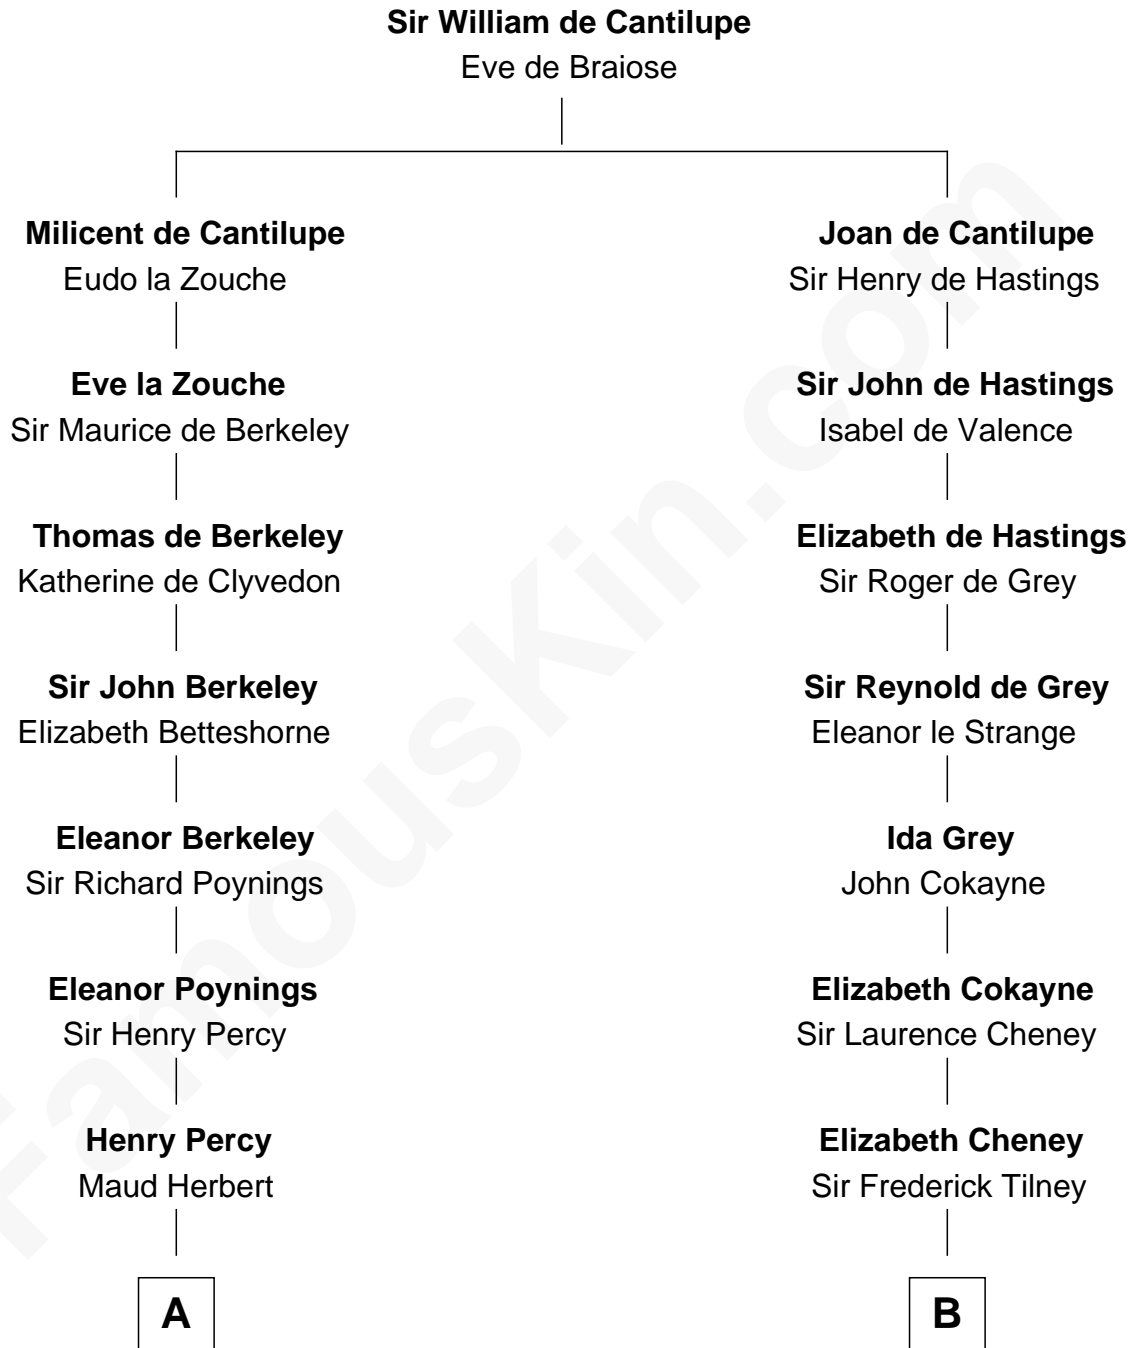 Sir William de Cantilupe
Eve de Braiose
Milicent de Cantilupe
Eudo la Zouche
Joan de Cantilupe
Sir Henry de Hastings
Eve la Zouche
Sir Maurice de Berkeley
Sir John de Hastings
Isabel de Valence
Thomas de Berkeley
Katherine de Clyvedon
Elizabeth de Hastings
Sir Roger de Grey
Sir John Berkeley
Elizabeth Betteshorne
Sir Reynold de Grey
Eleanor le Strange
Eleanor Berkeley
Sir Richard Poynings
Ida Grey
John Cokayne
Eleanor Poynings
Sir Henry Percy
Elizabeth Cokayne
Sir Laurence Cheney
Henry Percy
Maud Herbert
Elizabeth Cheney
Sir Frederick Tilney
A
B
FamousKin.com